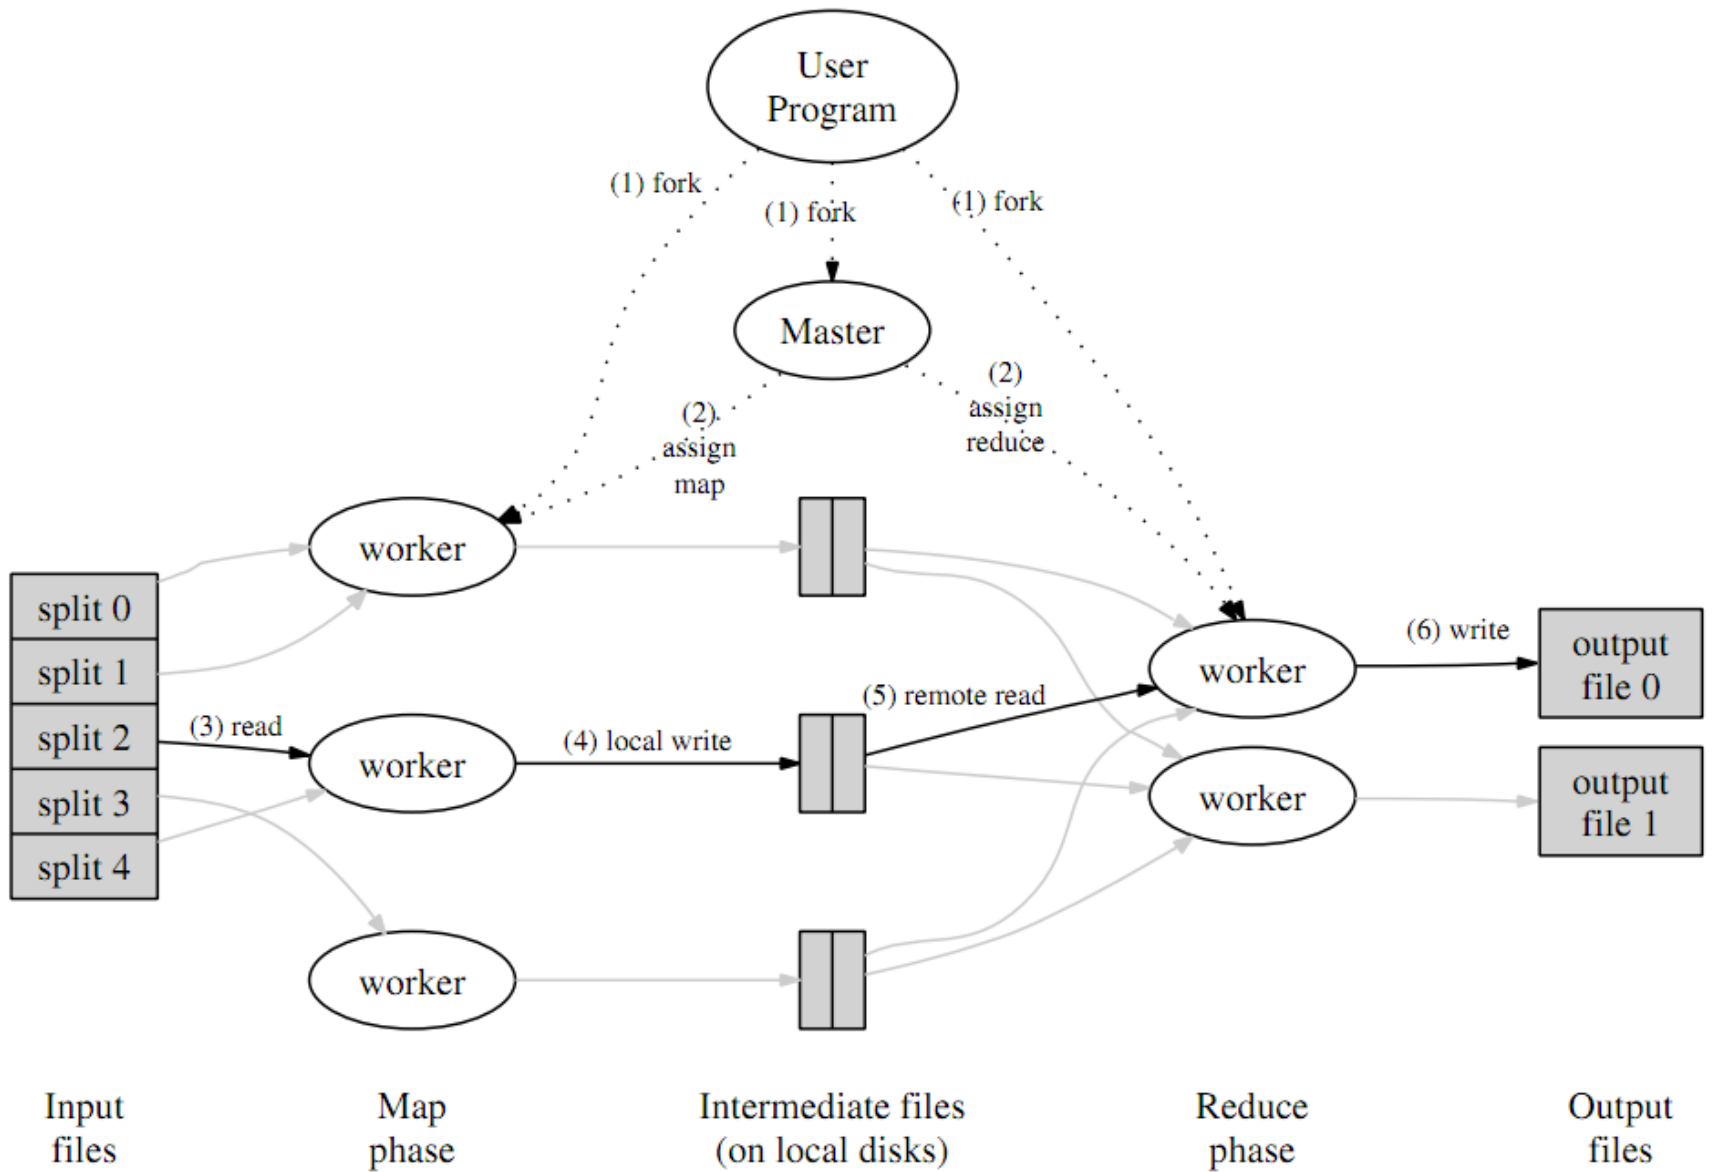 User
Program
(1) fork
(1) fork
(1) fork
Master
(2)
assign
map
(2)
assign
reduce
worker
split 0
split 1
split 2
split 3
split 4
(3) read
worker
(4) local write
(5) remote read
worker
(6) write
output
file 0
worker
output
file 1
worker
Input
files
Map
phase
Intermediate files
(on local disks)
Reduce
phase
Output
files